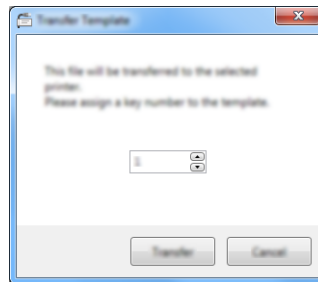 Transfer Template
This file will be transferred to the selected
printer.
Please assign a key number to the template.
Transfer
Cancel